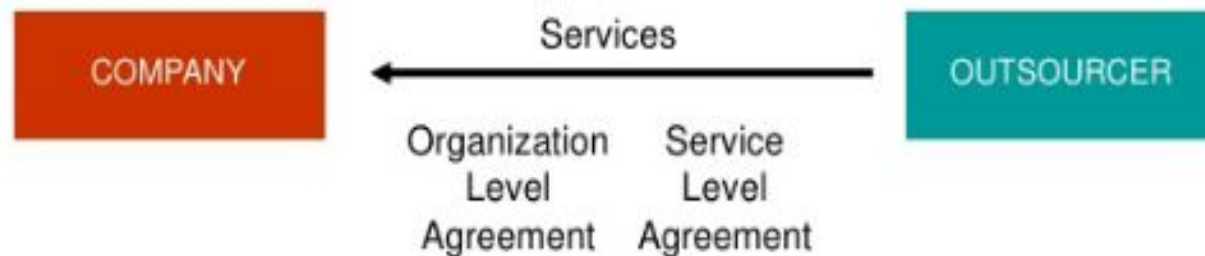 Services
COMPANY
OUTSOURCER
Organization
Level
Agreement
Service
Level
Agreement